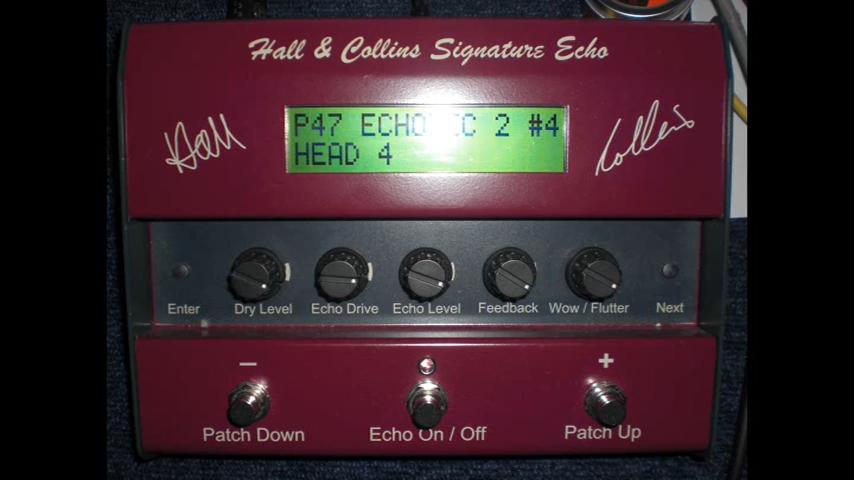 Hall & Collins Signature Echo
Hall
Collins
P47 2 #4
HEAD 4
Enter
Dry Level
Echo Drive
Echo Level
Feedback
Wow / Flutter
Next
−
+
Patch Down
Echo On / Off
Patch Up